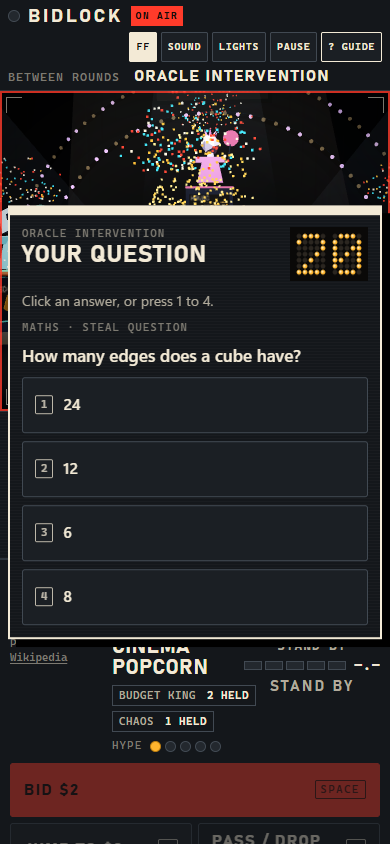 BIDLOCK ON AIR
FF SOUND LIGHTS PAUSE ? GUIDE
BETWEEN ROUNDS ORACLE INTERVENTION
ORACLE INTERVENTION
YOUR QUESTION
20
Click an answer, or press 1 to 4.
MATHS · STEAL QUESTION
How many edges does a cube have?
1 24
2 12
3 6
4 8
Wikipedia
CINEMA
POPCORN
STAND BY
-.-
STAND BY
BUDGET KING 2 HELD
CHAOS 1 HELD
HYPE
BID $2 SPACE
PASS / DROP